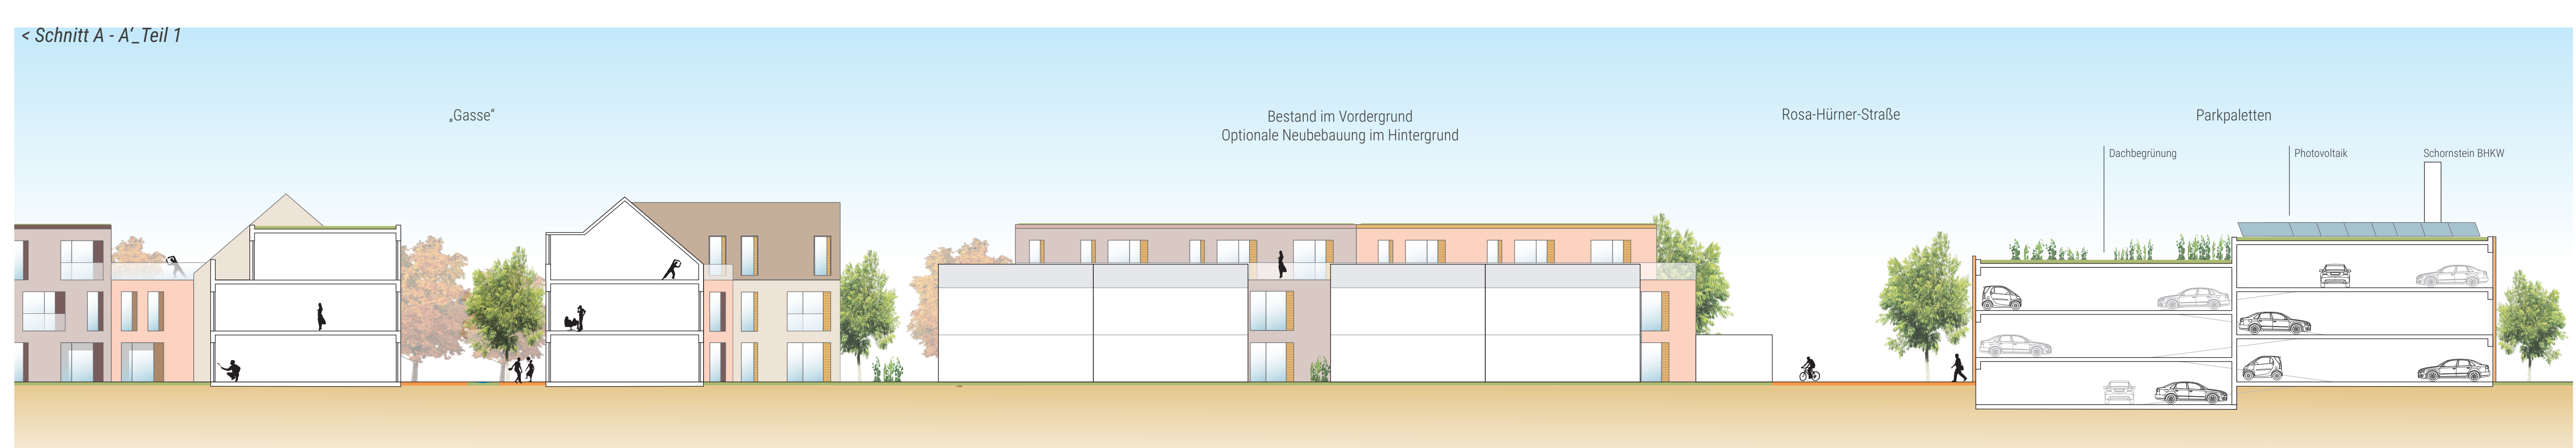 < Schnitt A - A‘_Teil 1
„Gasse“
Bestand im Vordergrund
Optionale Neubebauung im Hintergrund
Rosa-Hürner-Straße
Parkpaletten
Dachbegrünung
Photovoltaik
Schornstein BHKW